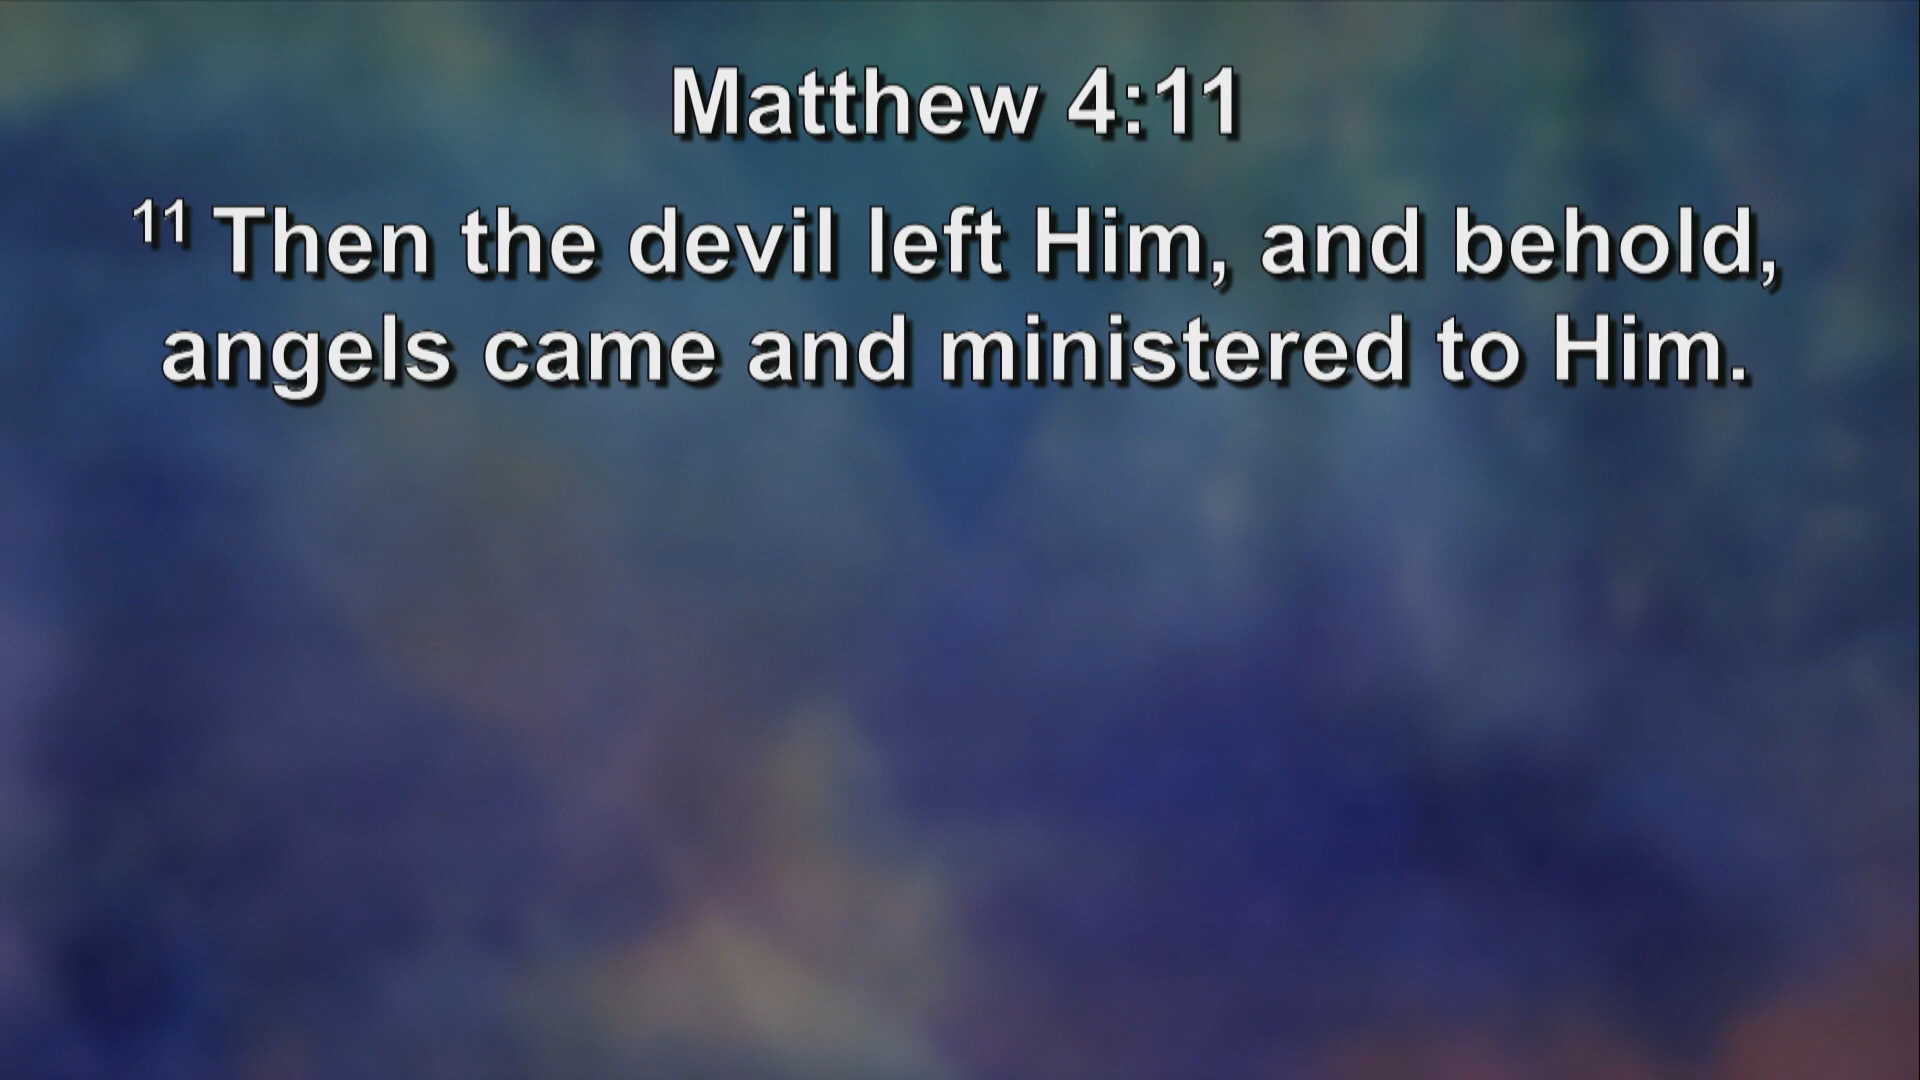 Matthew 4:11
11 Then the devil left Him, and behold,
angels came and ministered to Him.